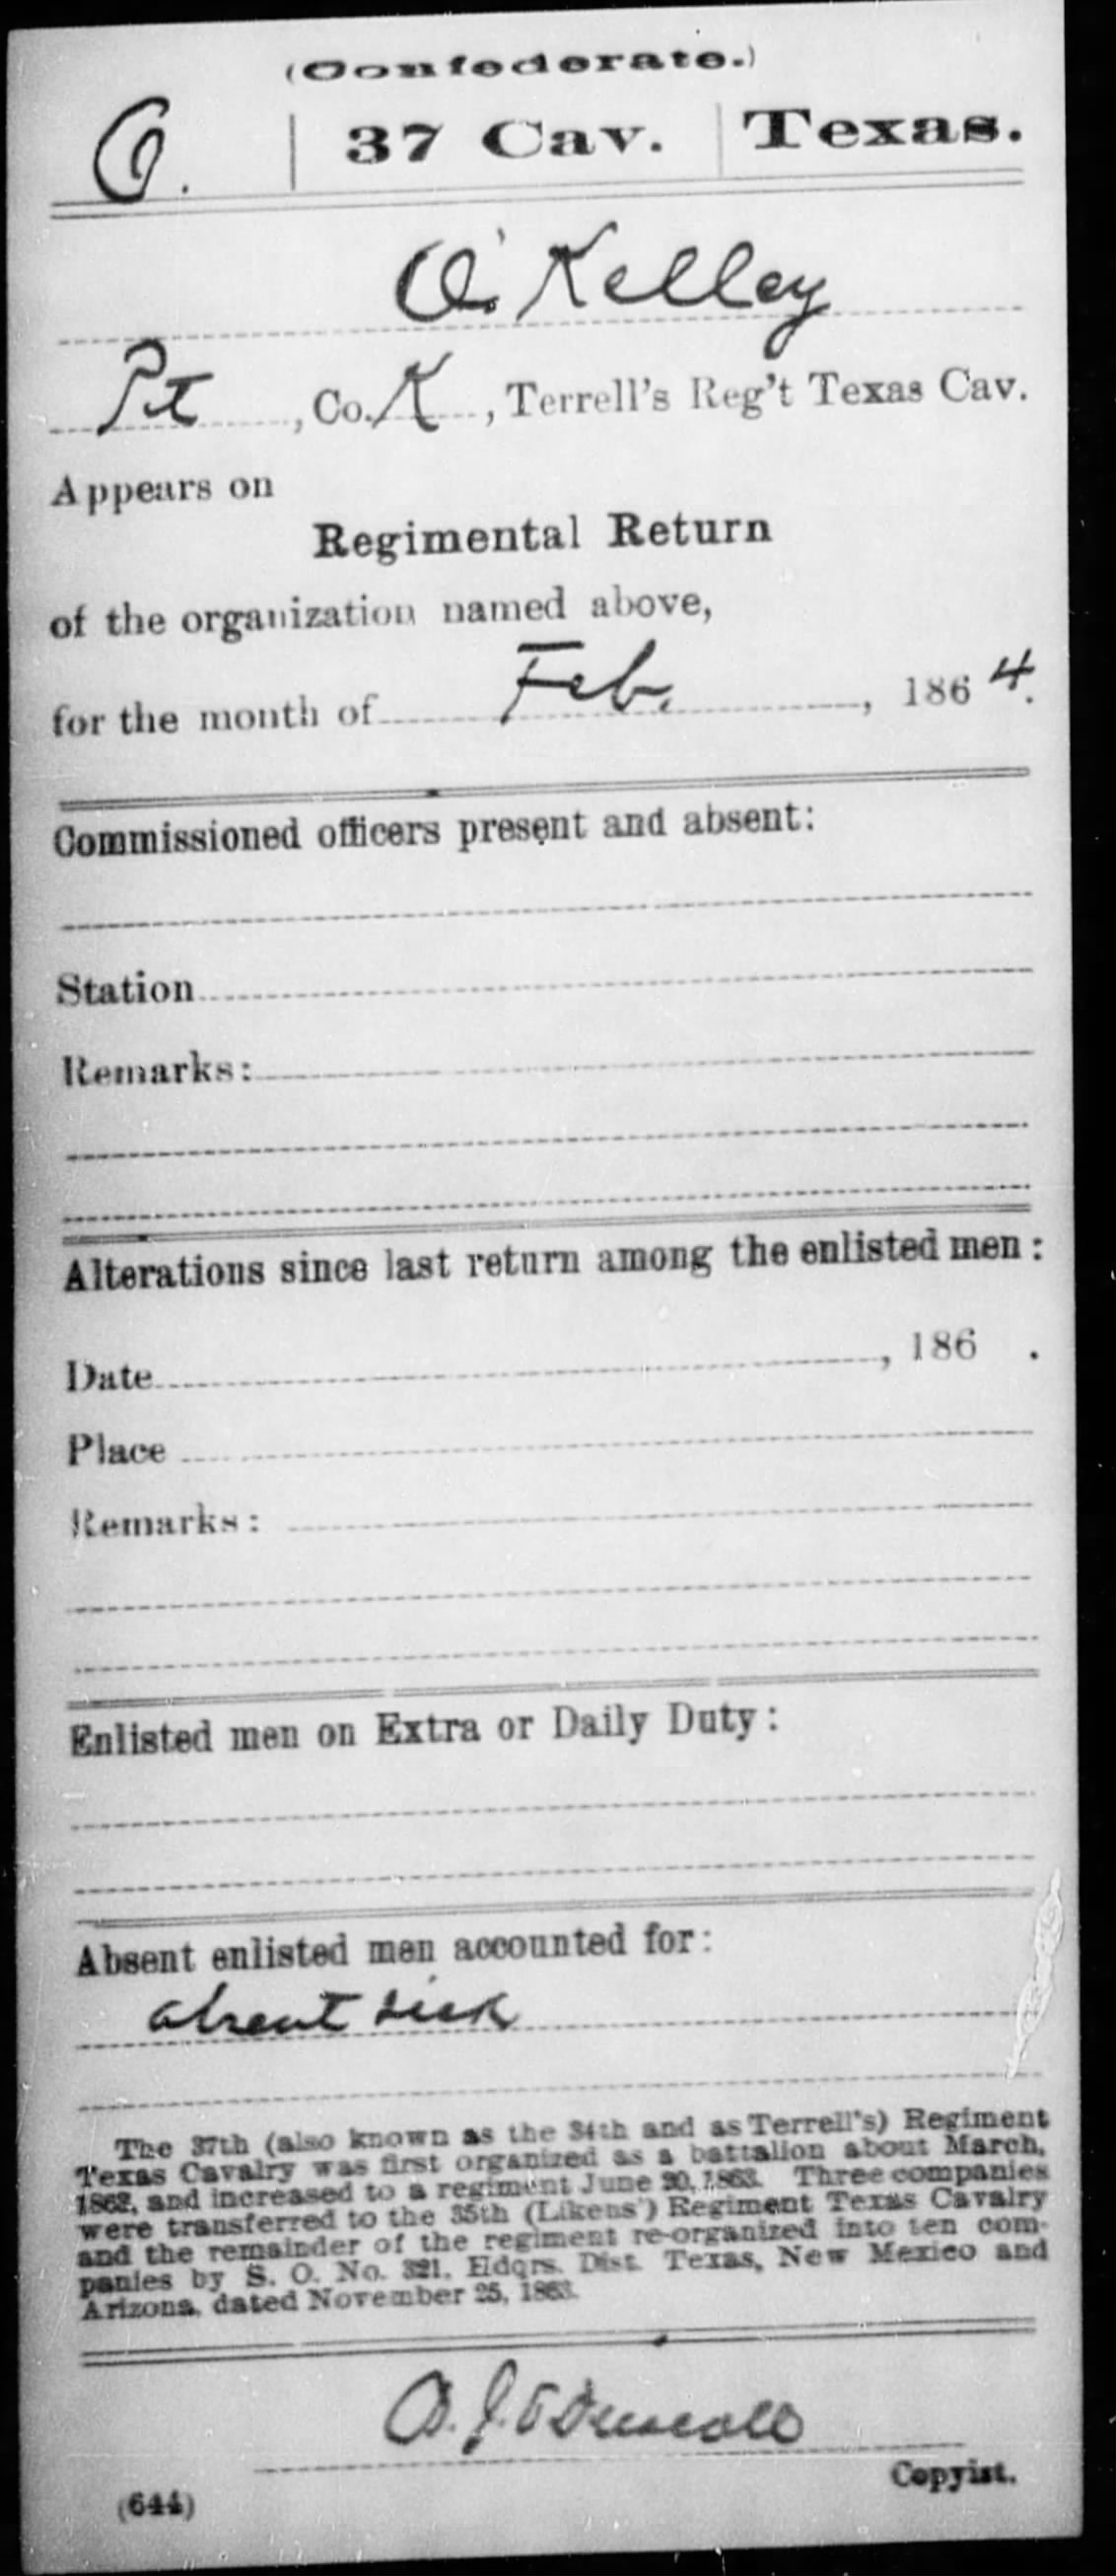 (Confederate.)
O. | 37 Cav. | Texas.
O'Kelley
Pt, Co. K, Terrell's Reg't Texas Cav.
Appears on
Regimental Return
of the organization named above,
for the month of Feb., 1864.
Commissioned officers present and absent:
Station
Remarks:
Alterations since last return among the enlisted men:
Date, 186 .
Place
Remarks:
Enlisted men on Extra or Daily Duty:
Absent enlisted men accounted for:
absent sick
The 37th (also known as the 34th and as Terrell's) Regiment
Texas Cavalry was first organized as a battalion about March,
1862, and increased to a regiment June 20, 1863. Three companies
were transferred to the 35th (Likens') Regiment Texas Cavalry
and the remainder of the regiment re-organized into ten com-
panies by S. O. No. 321, Hdqrs. Dist. Texas, New Mexico and
Arizona, dated November 25, 1863.
Copyist.
(644)